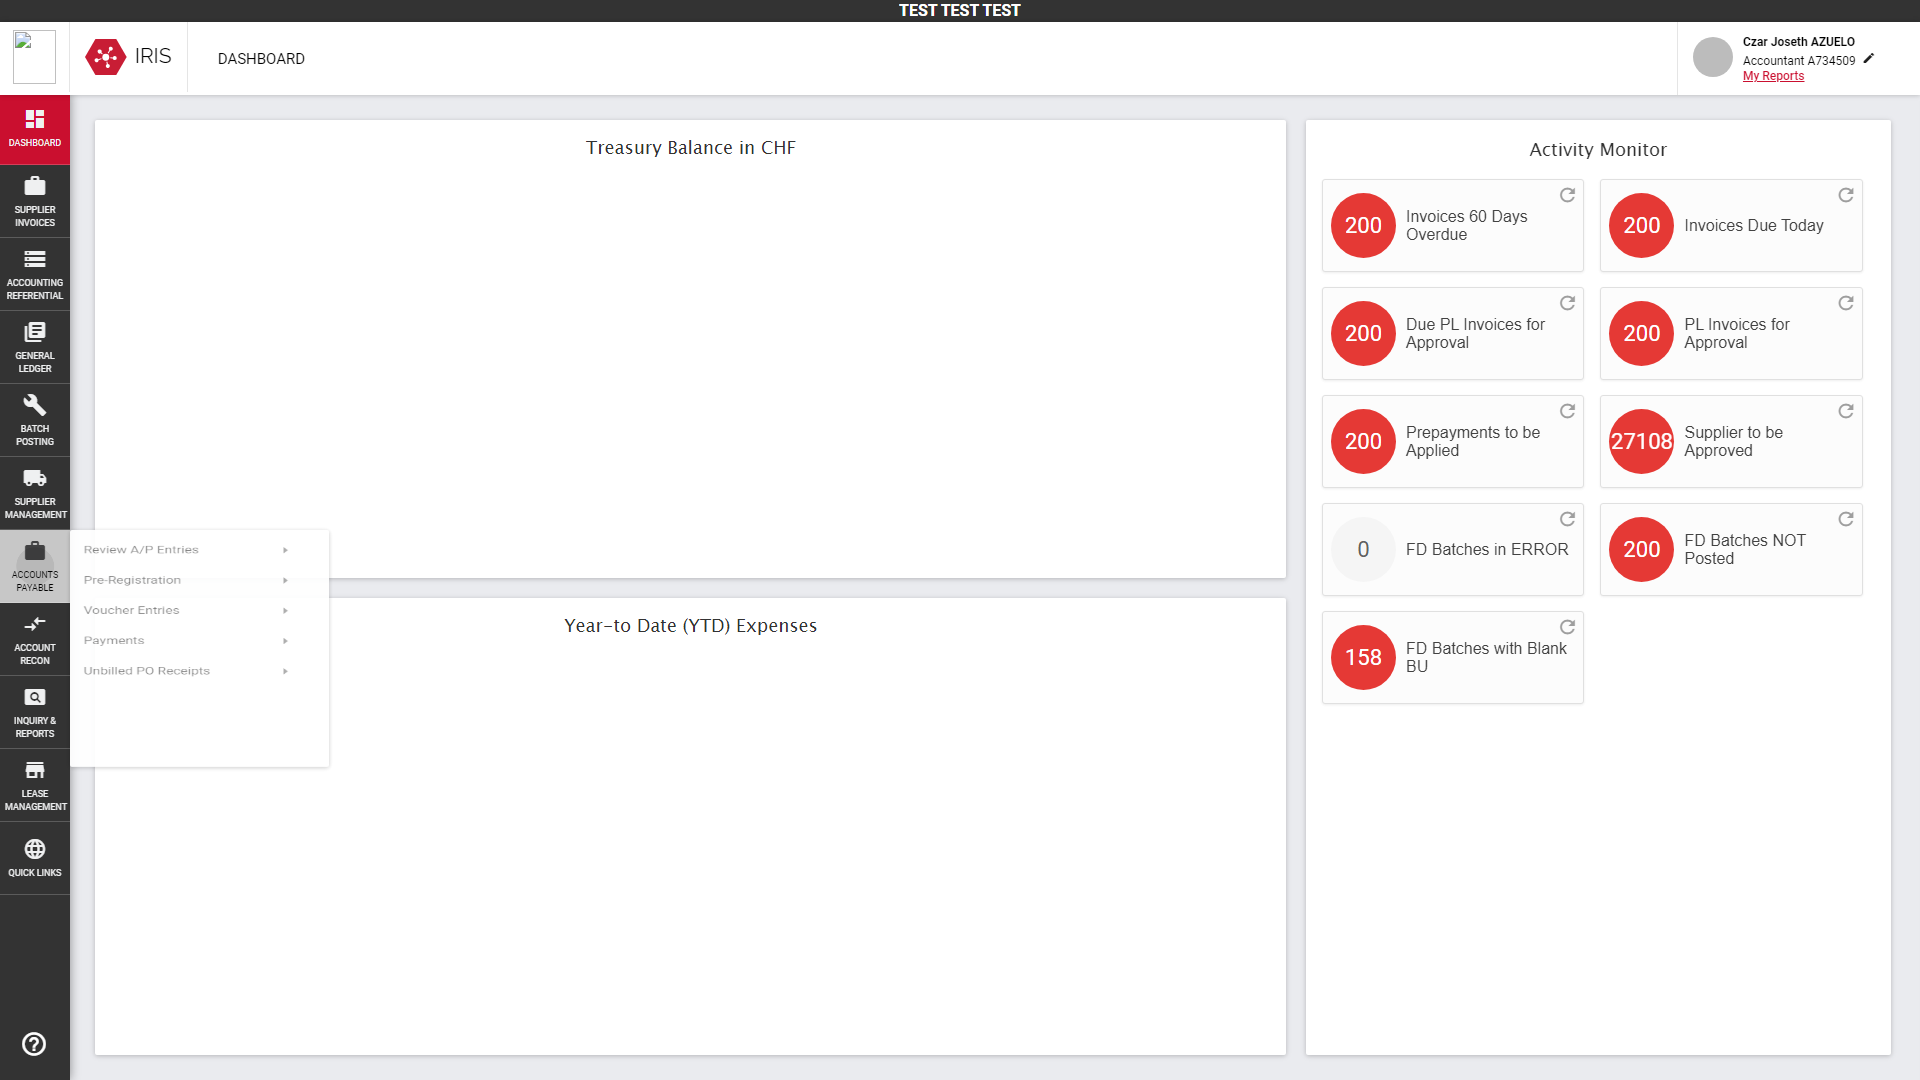 TEST TEST TEST
IRIS
DASHBOARD
Czar Joseth AZUELO
Accountant A734509
My Reports
DASHBOARD
SUPPLIER
INVOICES
ACCOUNTING
REFERENTIAL
GENERAL
LEDGER
BATCH
POSTING
SUPPLIER
MANAGEMENT
ACCOUNTS
PAYABLE
ACCOUNT
RECON
INQUIRY &
REPORTS
LEASE
MANAGEMENT
QUICK LINKS
Review A/P Entries
Pre-Registration
Voucher Entries
Payments
Unbilled PO Receipts
Treasury Balance in CHF
Year-to Date (YTD) Expenses
Activity Monitor
200
Invoices 60 Days
Overdue
200
Invoices Due Today
200
Due PL Invoices for
Approval
200
PL Invoices for
Approval
200
Prepayments to be
Applied
27108
Supplier to be
Approved
0
FD Batches in ERROR
200
FD Batches NOT
Posted
158
FD Batches with Blank
BU